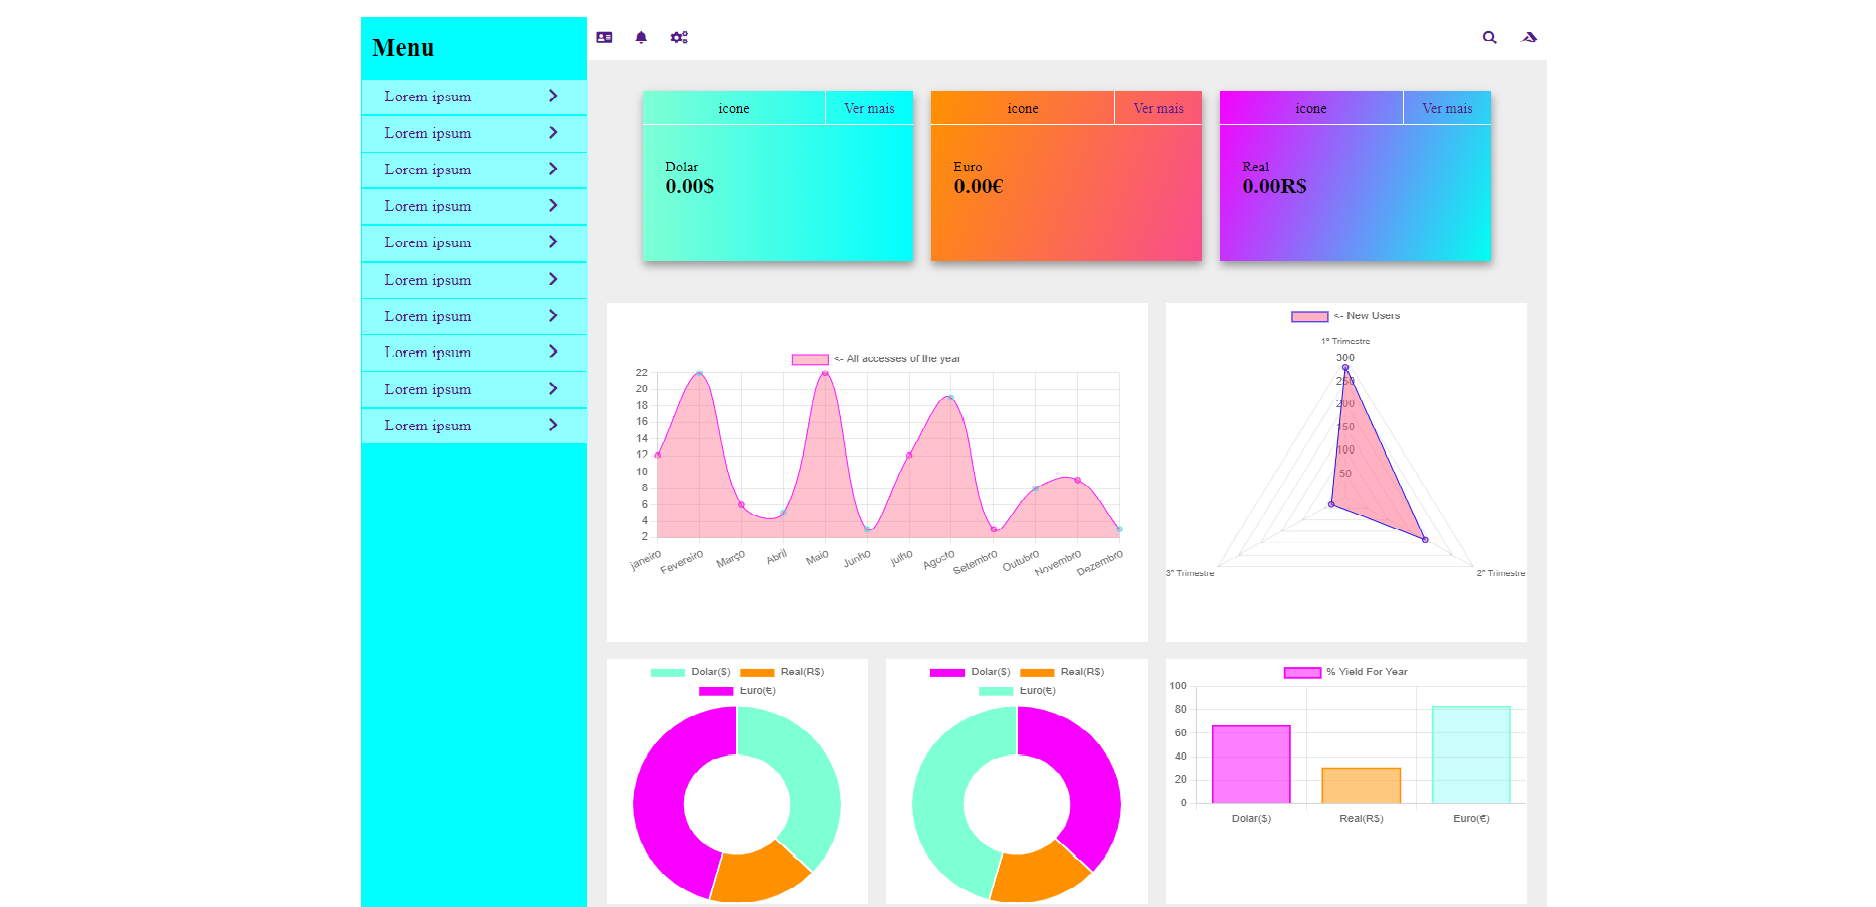 Menu
Lorem ipsum
Lorem ipsum
Lorem ipsum
Lorem ipsum
Lorem ipsum
Lorem ipsum
Lorem ipsum
Lorem ipsum
Lorem ipsum
Lorem ipsum
icone Ver mais
Dolar
0.00$
icone Ver mais
Euro
0.00€
icone Ver mais
Real
0.00R$
<- All accesses of the year
22
20
18
16
14
12
10
8
6
4
2
janeiro Fevereiro Março Abril Maio Junho julho Agosto Setembro Outubro Novembro Dezembro
<- New Users
1º Trimestre
300
250
200
150
100
50
3º Trimestre 2º Trimestre
Dolar($) Real(R$)
Euro(€)
Dolar($) Real(R$)
Euro(€)
% Yield For Year
100
80
60
40
20
0
Dolar($) Real(R$) Euro(€)